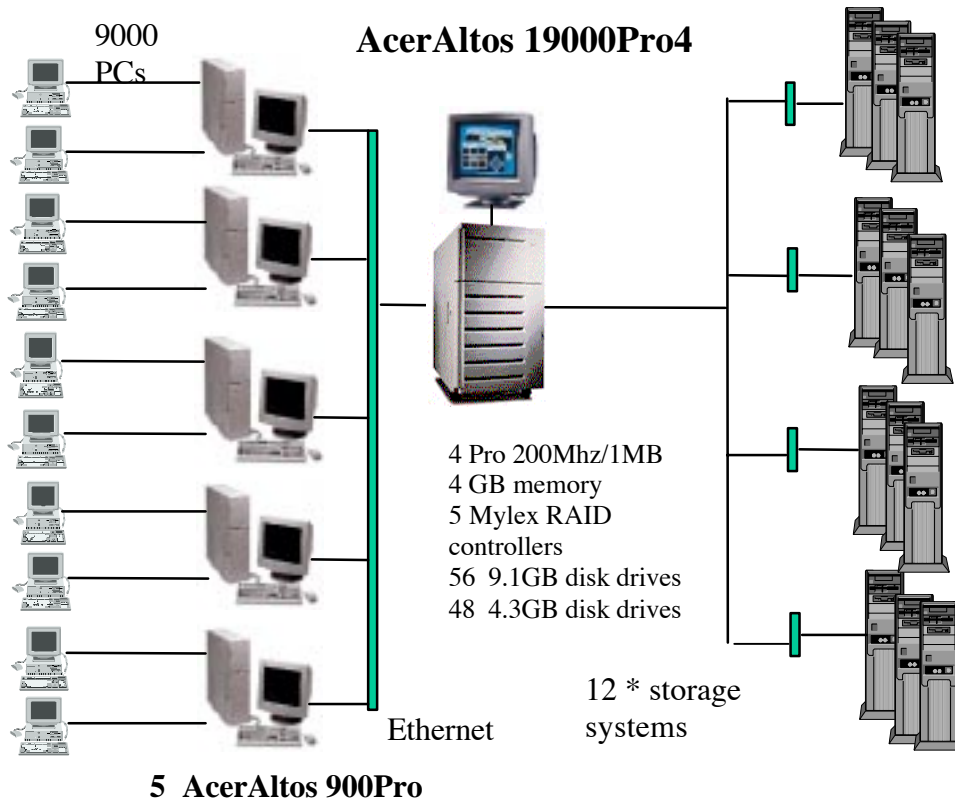 9000
PCs
AcerAltos 19000Pro4
4 Pro 200Mhz/1MB
4 GB memory
5 Mylex RAID
controllers
56  9.1GB disk drives
48  4.3GB disk drives
12 * storage
systems
Ethernet
5  AcerAltos 900Pro